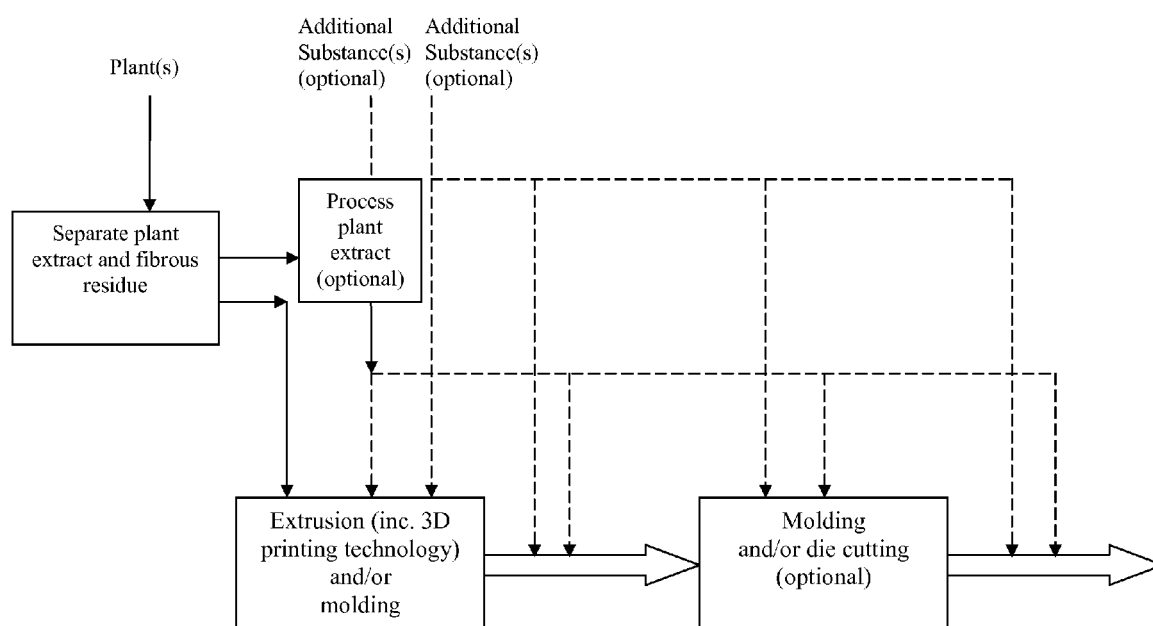 Additional
Substance(s)
(optional)
Additional
Substance(s)
(optional)
Plant(s)
Process
plant
extract
(optional)
Separate plant
extract and fibrous
residue
Extrusion (inc. 3D
printing technology)
and/or
molding
Molding
and/or die cutting
(optional)